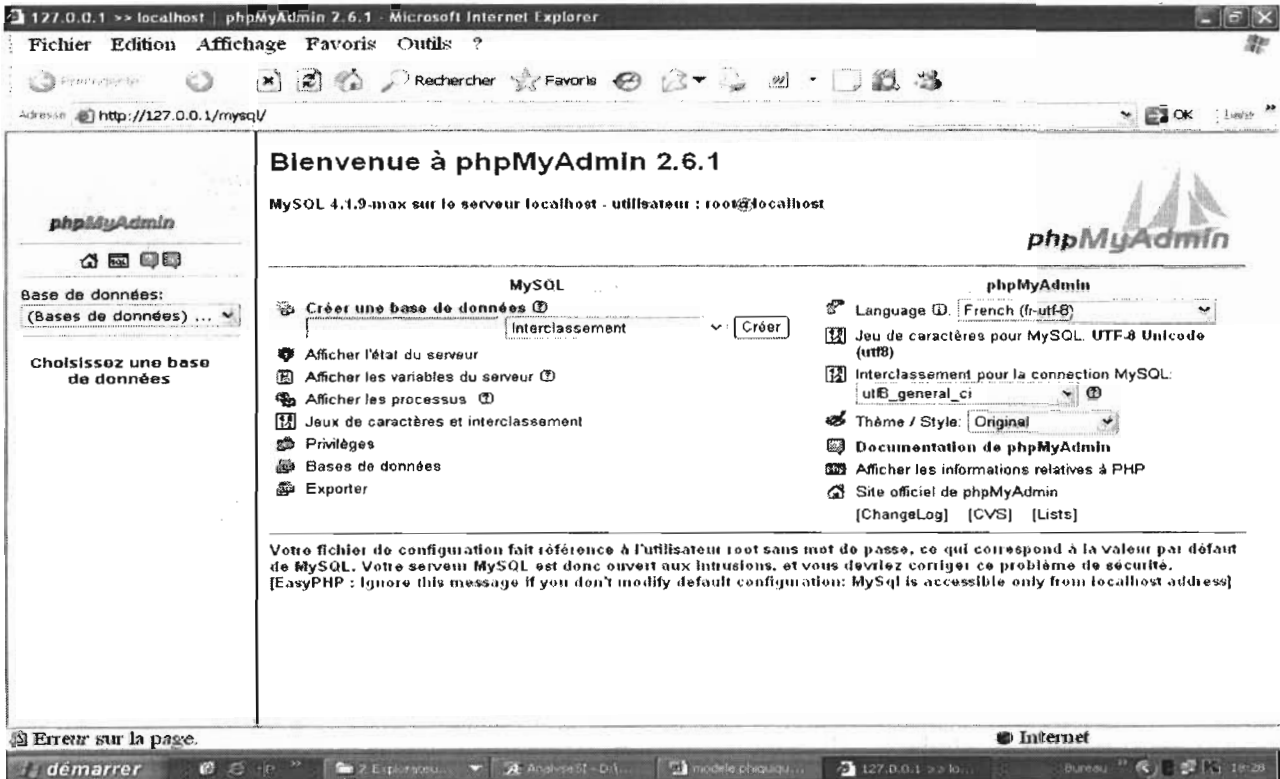 127.0.0.1 >> localhost | phpMyAdmin 2.6.1 - Microsoft Internet Explorer
Fichier Edition Affichage Favoris Outils ?
Rechercher Favoris
Adresse http://127.0.0.1/mysql/ OK
phpMyAdmin
Base de données:
(Bases de données) ...
Choisissez une base
de données
Bienvenue à phpMyAdmin 2.6.1
MySQL 4.1.9-max sur le serveur localhost - utilisateur : root@localhost
phpMyAdmin
MySQL
Créer une base de données
Interclassement Créer
Afficher l'état du serveur
Afficher les variables du serveur
Afficher les processus
Jeux de caractères et interclassement
Privilèges
Bases de données
Exporter
phpMyAdmin
Language : French (fr-utf-8)
Jeu de caractères pour MySQL: UTF-8 Unicode
(utf8)
Interclassement pour la connection MySQL:
utf8_general_ci
Thème / Style: Original
Documentation de phpMyAdmin
Afficher les informations relatives à PHP
Site officiel de phpMyAdmin
[ChangeLog] [CVS] [Lists]
Votre fichier de configuration fait référence à l'utilisateur root sans mot de passe, ce qui correspond à la valeur par défaut
de MySQL. Votre serveur MySQL est donc ouvert aux intrusions, et vous devriez corriger ce problème de sécurité.
[EasyPHP : Ignore this message if you don't modify default configuration: MySql is accessible only from localhost address]
Erreur sur la page. Internet
démarrer 2 Explorateu... AnalyseSI - D:\... modele phiquiqu... 127.0.0.1 >> lo... Bureau 18:28